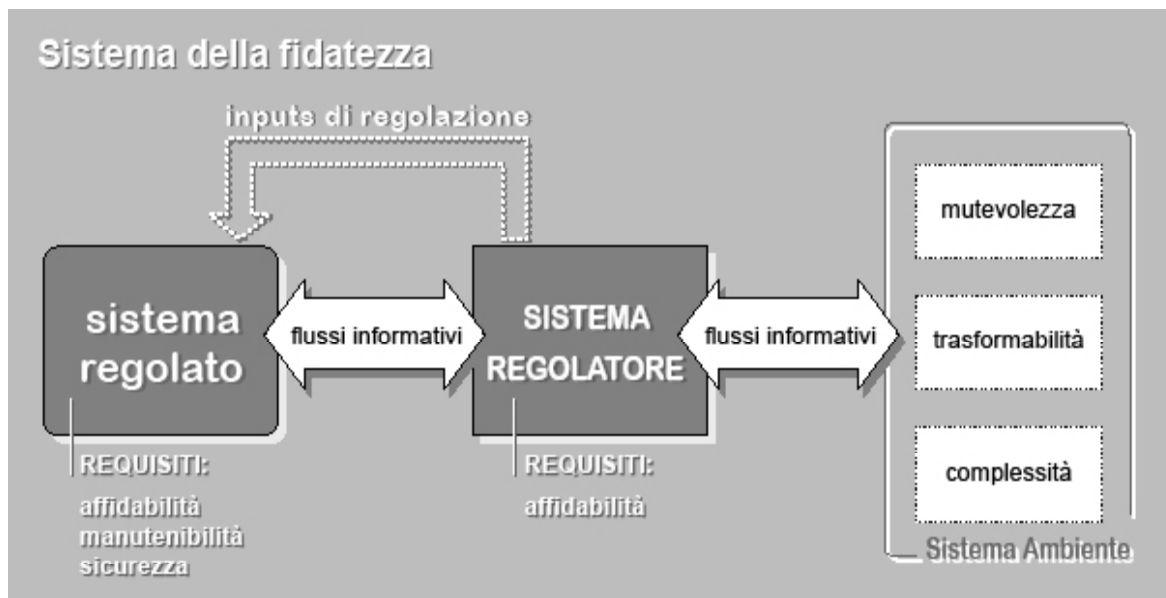 Sistema della fidatezza
inputs di regolazione
sistema
regolato
flussi informativi
SISTEMA
REGOLATORE
flussi informativi
mutevolezza
trasformabilità
complessità
Sistema Ambiente
REQUISITI:
affidabilità
manutenibilità
sicurezza
REQUISITI:
affidabilità